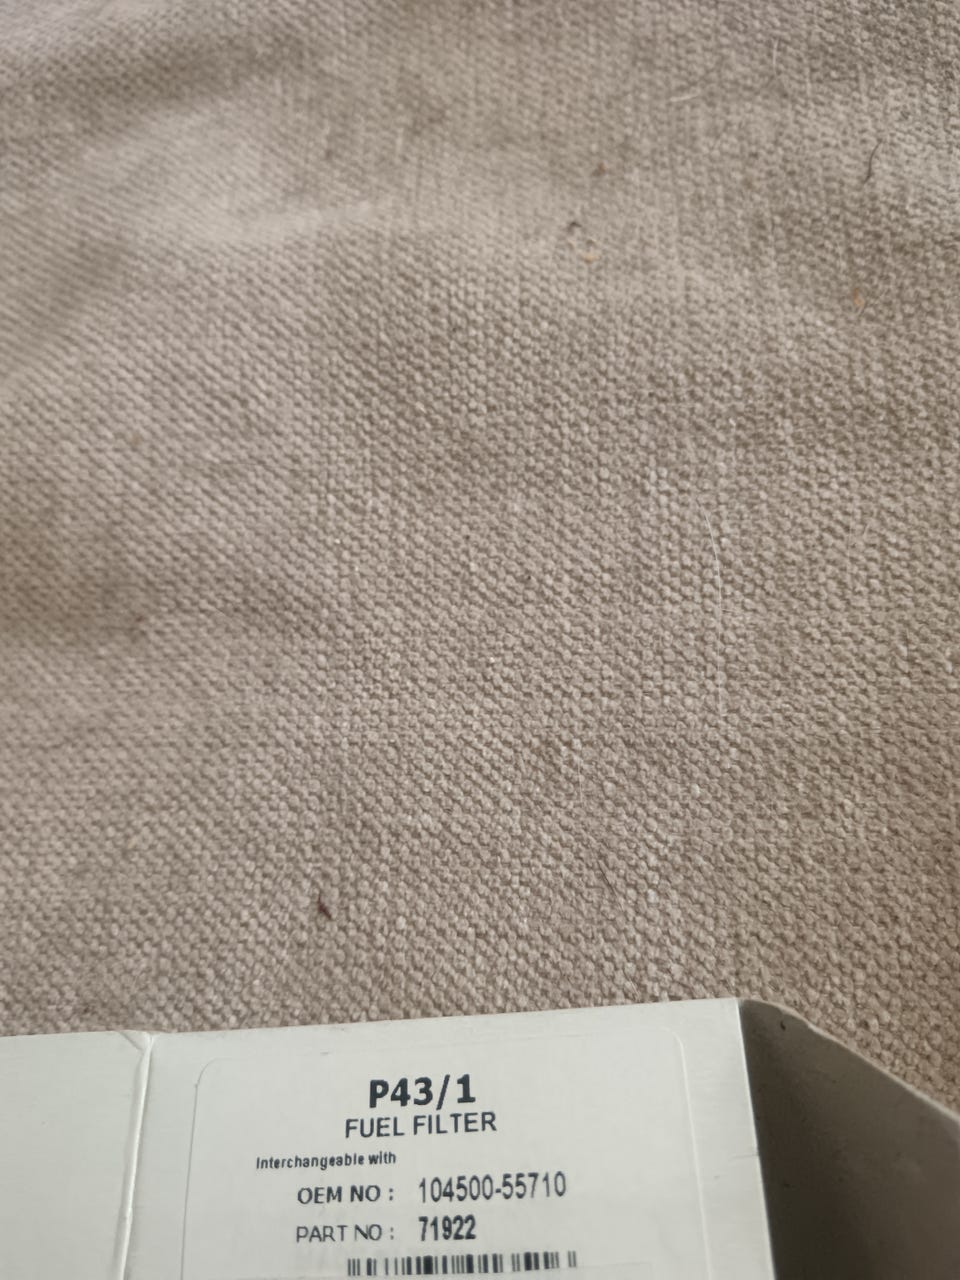 P43/1
FUEL FILTER
Interchangeable with
OEM NO : 104500-55710
PART NO : 71922